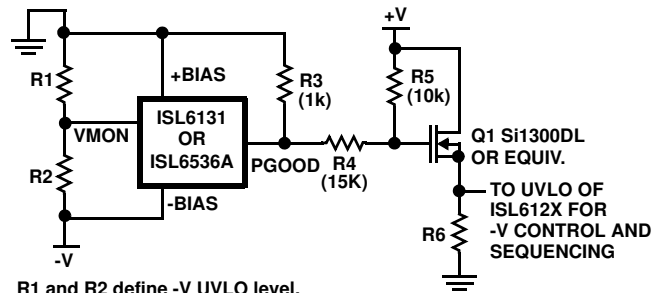 +V
R1
+BIAS
R3
(1k)
R5
(10k)
ISL6131
OR
ISL6536A
VMON
PGOOD
R4
(15K)
Q1 Si1300DL
OR EQUIV.
R2
-BIAS
-V
R6
TO UVLO OF
ISL612X FOR
-V CONTROL AND
SEQUENCING
R1 and R2 define -V UVLO level.